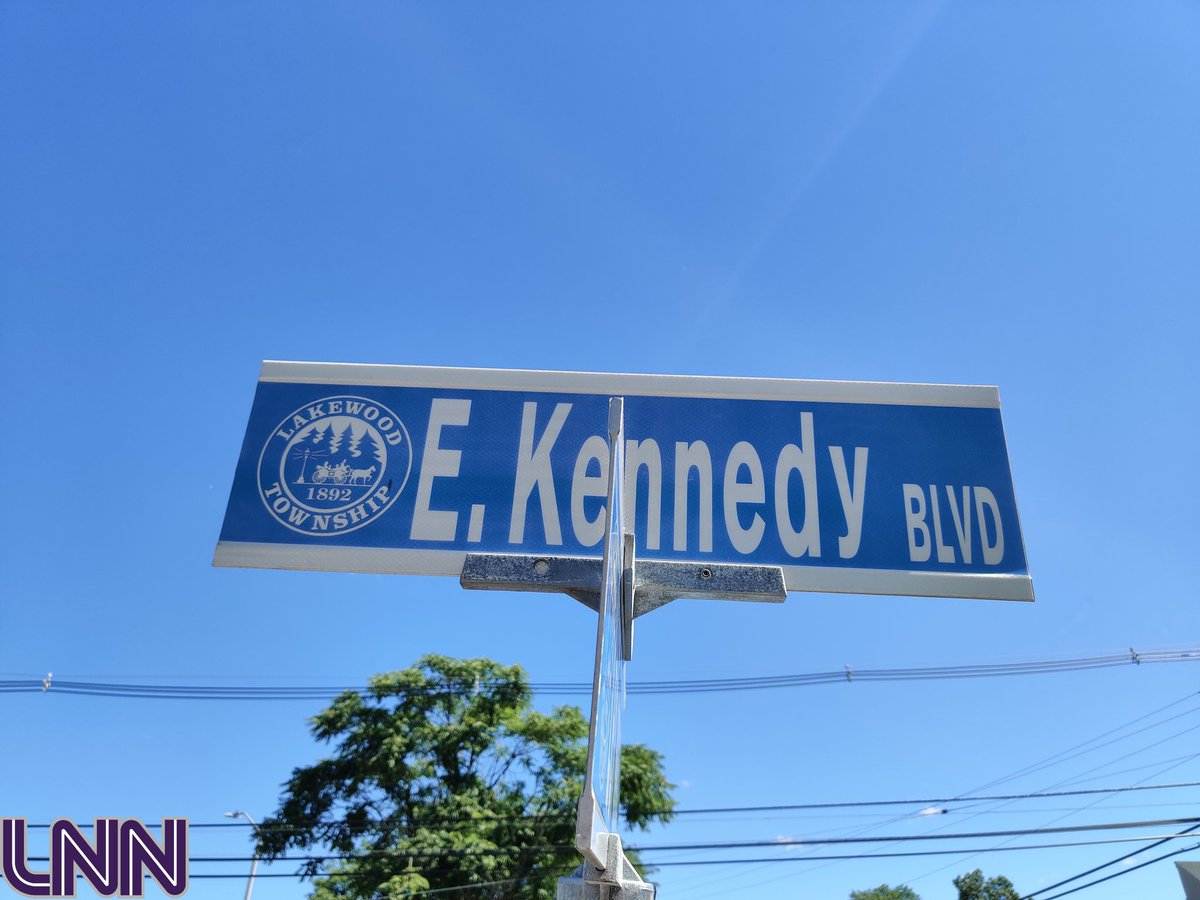 LAKEWOOD
1892
TOWNSHIP
E. Kennedy BLVD
LNN